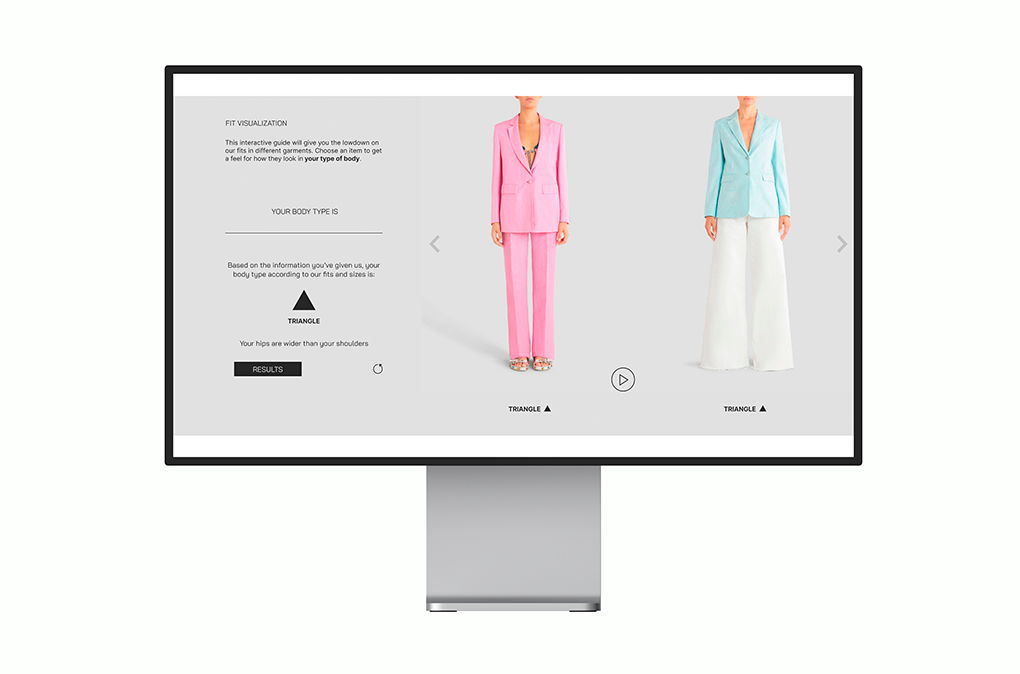 FIT VISUALIZATION
This interactive guide will give you the lowdown on
our fits in different garments. Choose an item to get
a feel for how they look in your type of body.
YOUR BODY TYPE IS
Based on the information you've given us, your
body type according to our fits and sizes is:
TRIANGLE
Your hips are wider than your shoulders
RESULTS
TRIANGLE
TRIANGLE